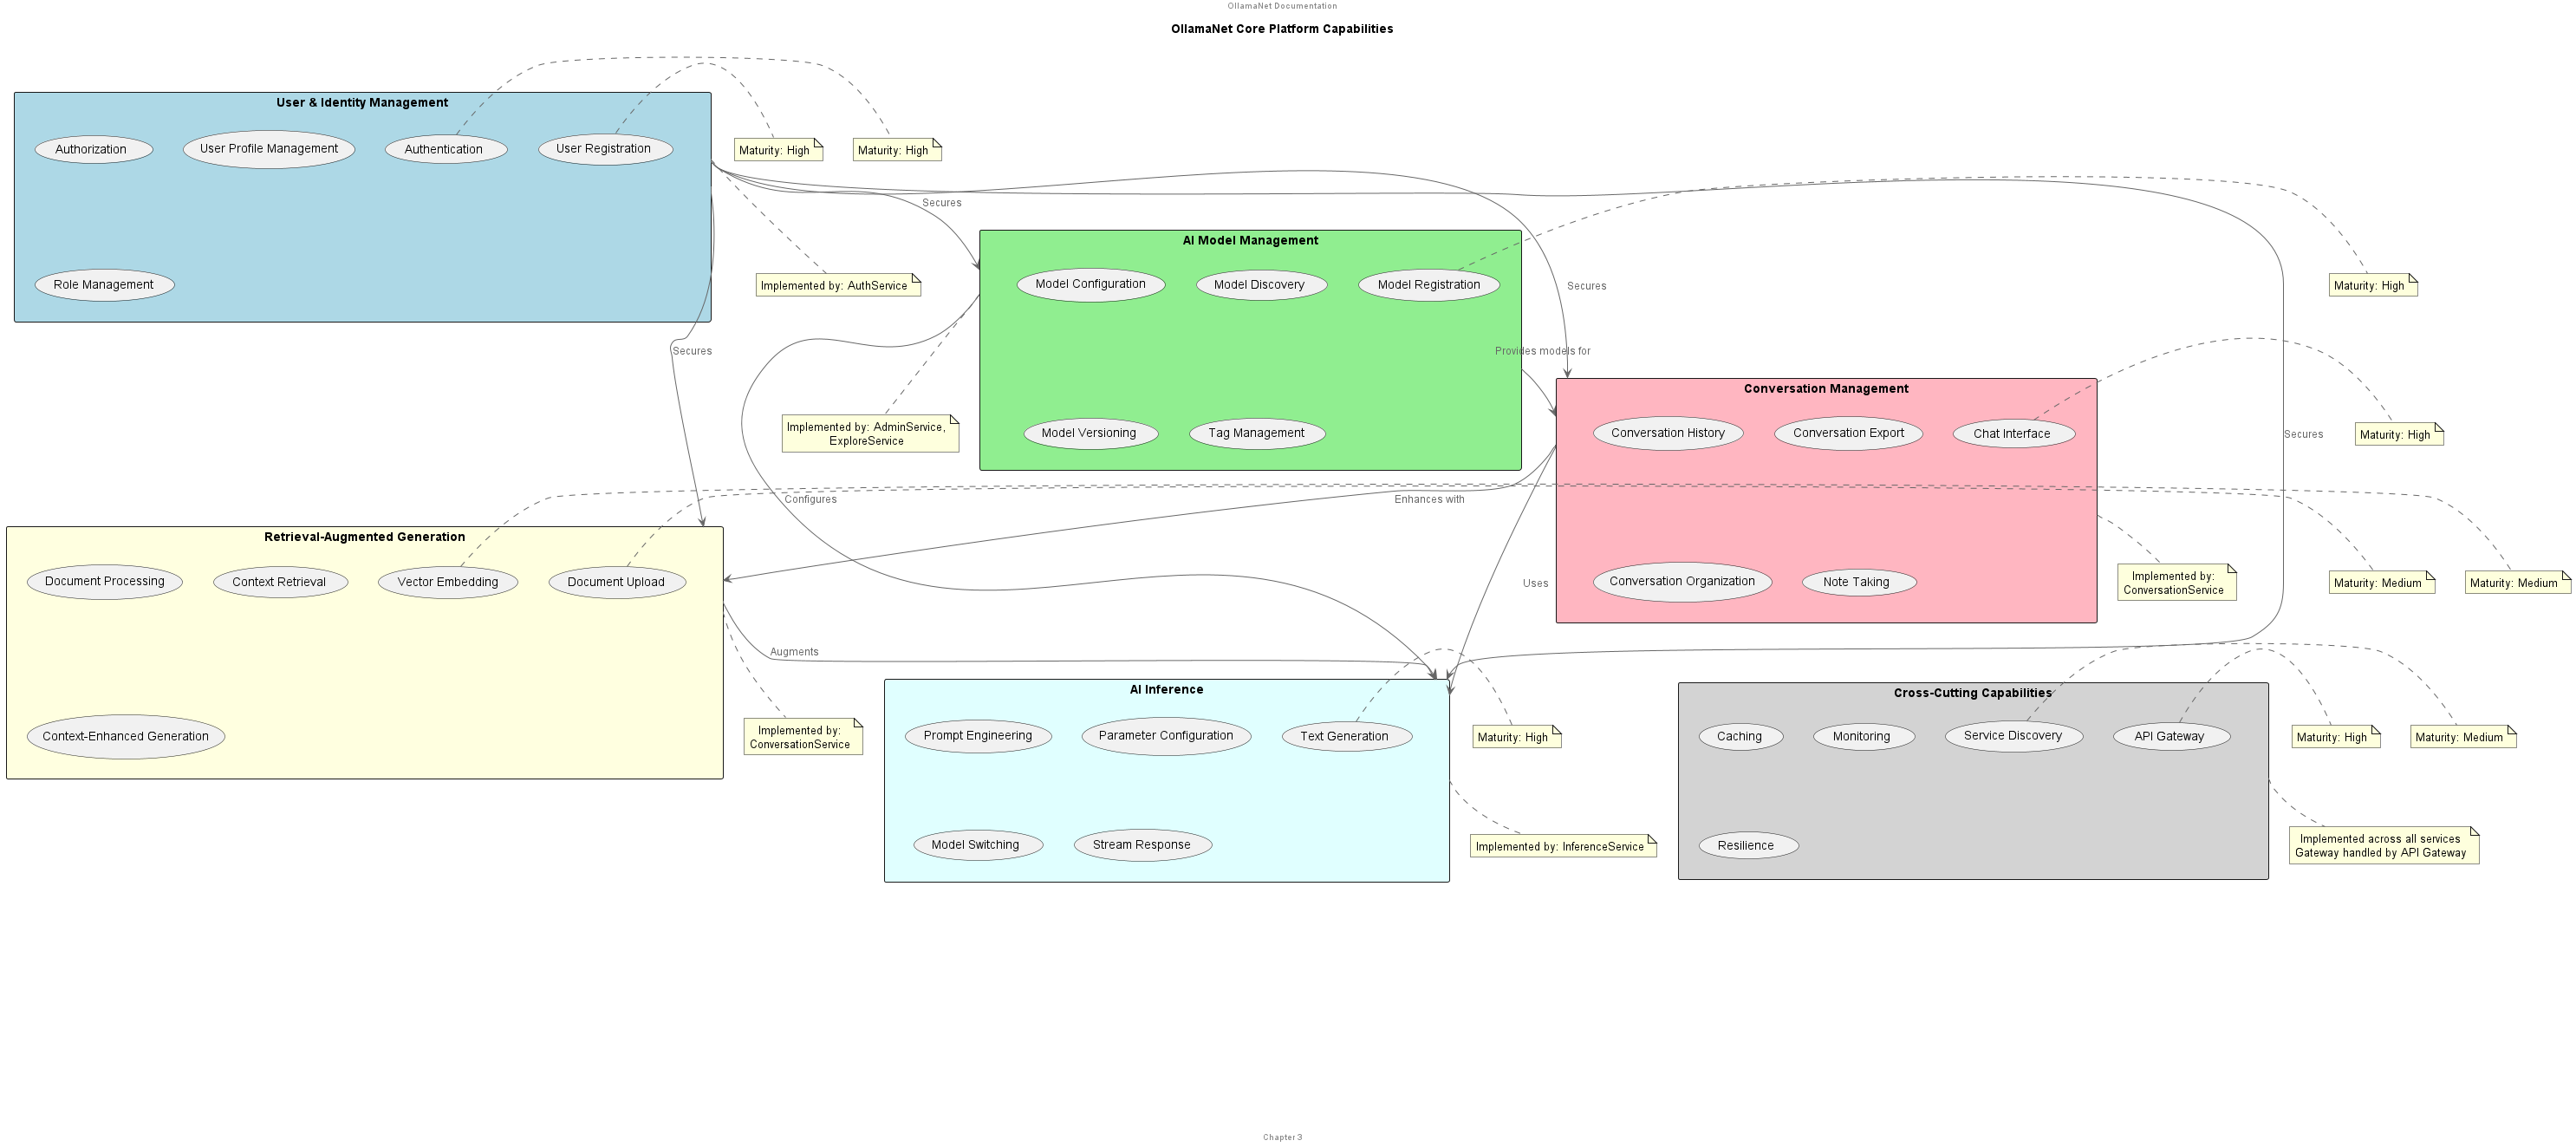 OllamaNet Documentation
OllamaNet Core Platform Capabilities
User & Identity Management
Authorization
User Profile Management
Authentication
User Registration
Role Management
Maturity: High
Maturity: High
Implemented by: AuthService
Secures
Secures
Secures
Secures
AI Model Management
Model Configuration
Model Discovery
Model Registration
Model Versioning
Tag Management
Maturity: High
Implemented by: AdminService,
ExploreService
Provides models for
Configures
Conversation Management
Conversation History
Conversation Export
Chat Interface
Conversation Organization
Note Taking
Maturity: High
Implemented by:
ConversationService
Enhances with
Uses
Retrieval-Augmented Generation
Document Processing
Context Retrieval
Vector Embedding
Document Upload
Context-Enhanced Generation
Maturity: Medium
Maturity: Medium
Implemented by:
ConversationService
Augments
AI Inference
Prompt Engineering
Parameter Configuration
Text Generation
Model Switching
Stream Response
Maturity: High
Implemented by: InferenceService
Cross-Cutting Capabilities
Caching
Monitoring
Service Discovery
API Gateway
Resilience
Maturity: High
Maturity: Medium
Implemented across all services
Gateway handled by API Gateway
Chapter 3